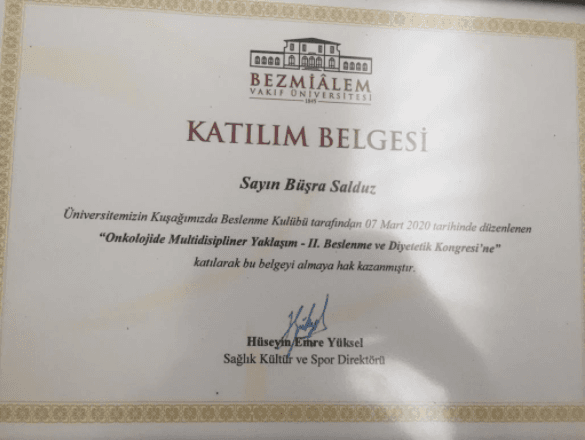 BEZMİÂLEM
VAKIF ÜNİVERSİTESİ
1845
KATILIM BELGESİ
Sayın Büşra Salduz
Üniversitemizin Kuşağımızda Beslenme Kulübü tarafından 07 Mart 2020 tarihinde düzenlenen
“Onkolojide Multidisipliner Yaklaşım - II. Beslenme ve Diyetetik Kongresi’ne”
katılarak bu belgeyi almaya hak kazanmıştır.
Hüseyin Emre Yüksel
Sağlık Kültür ve Spor Direktörü